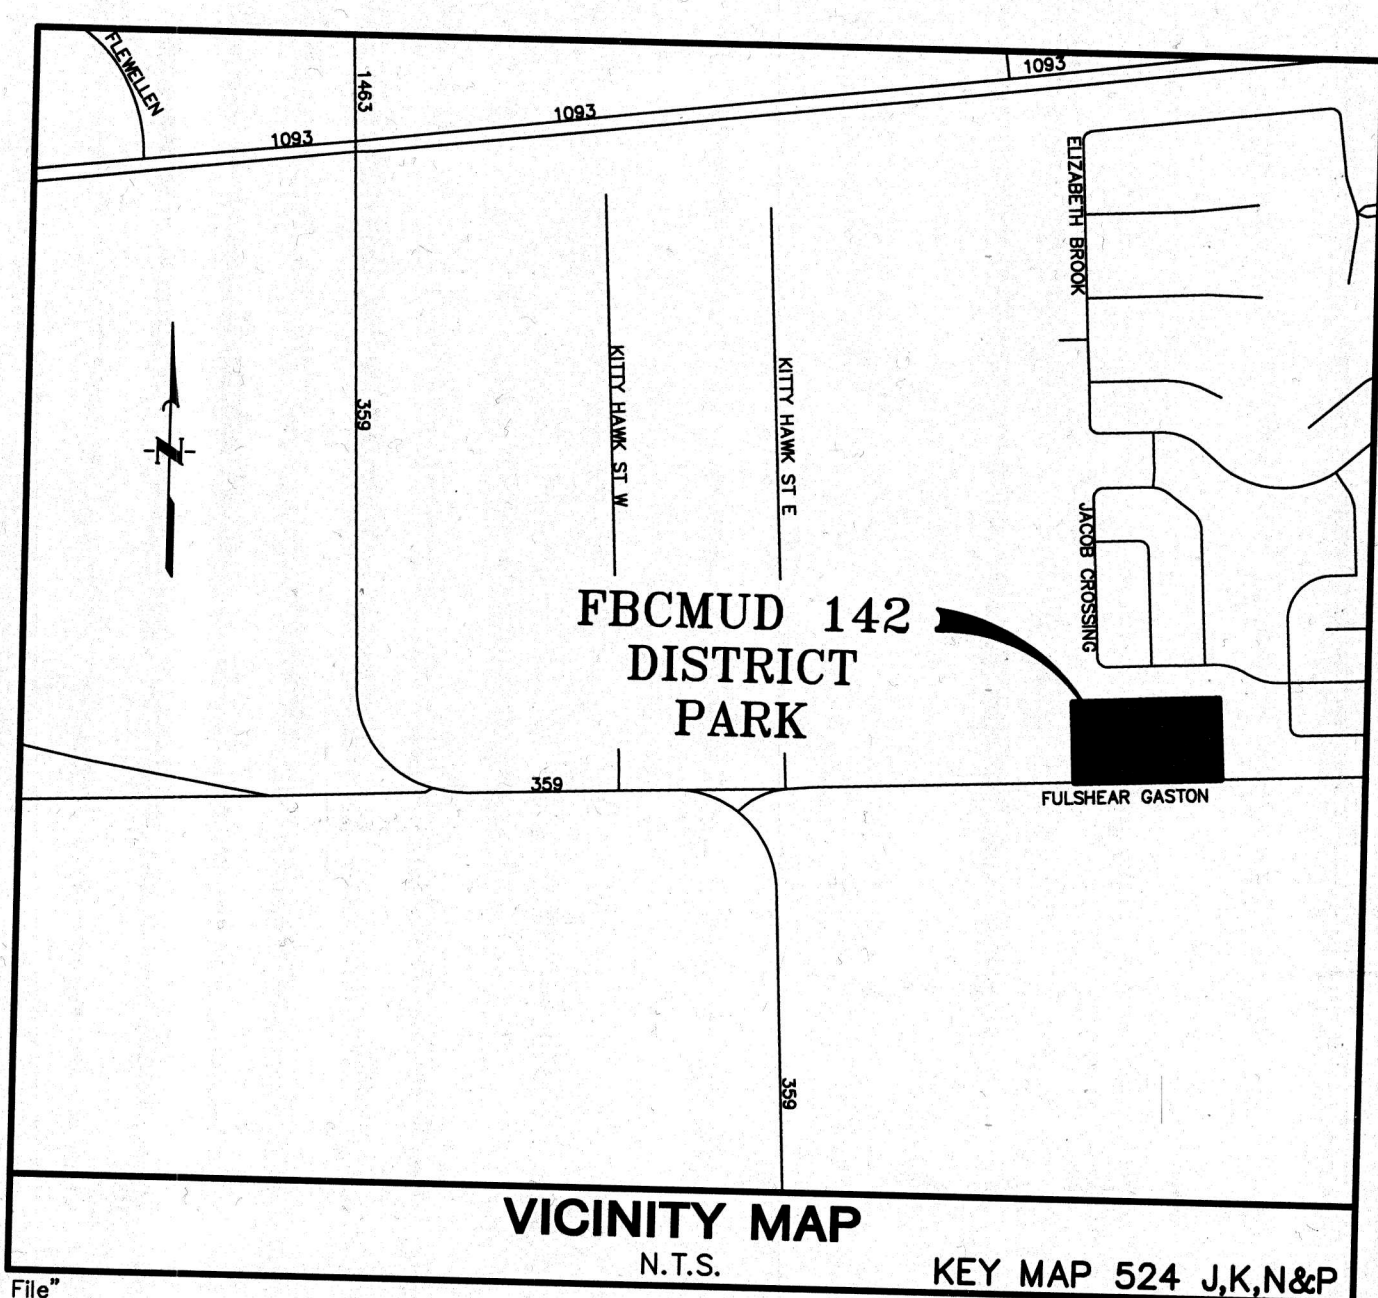 FLEWELLEN
1463
1093
1093
1093
ELIZABETH BROOK
359
KITTY HAWK ST W
KITTY HAWK ST E
N
JACOB CROSSING
FBCMUD 142
DISTRICT
PARK
359
FULSHEAR GASTON
359
VICINITY MAP
N.T.S.
KEY MAP 524 J,K,N&P
File"